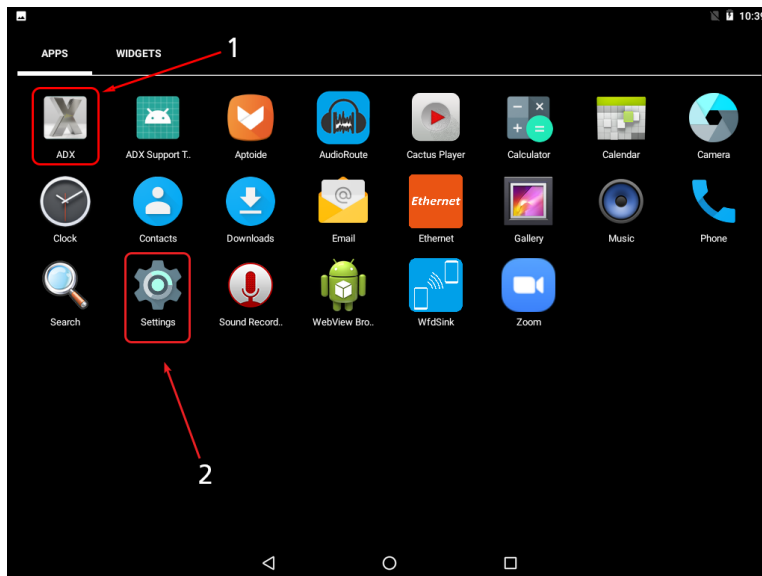 10:39
APPS WIDGETS
1
ADX ADX Support T.. Aptoide AudioRoute Cactus Player Calculator Calendar Camera
Ethernet
Clock Contacts Downloads Email Ethernet Gallery Music Phone
Search Settings Sound Record.. WebView Bro.. WfdSink Zoom
2